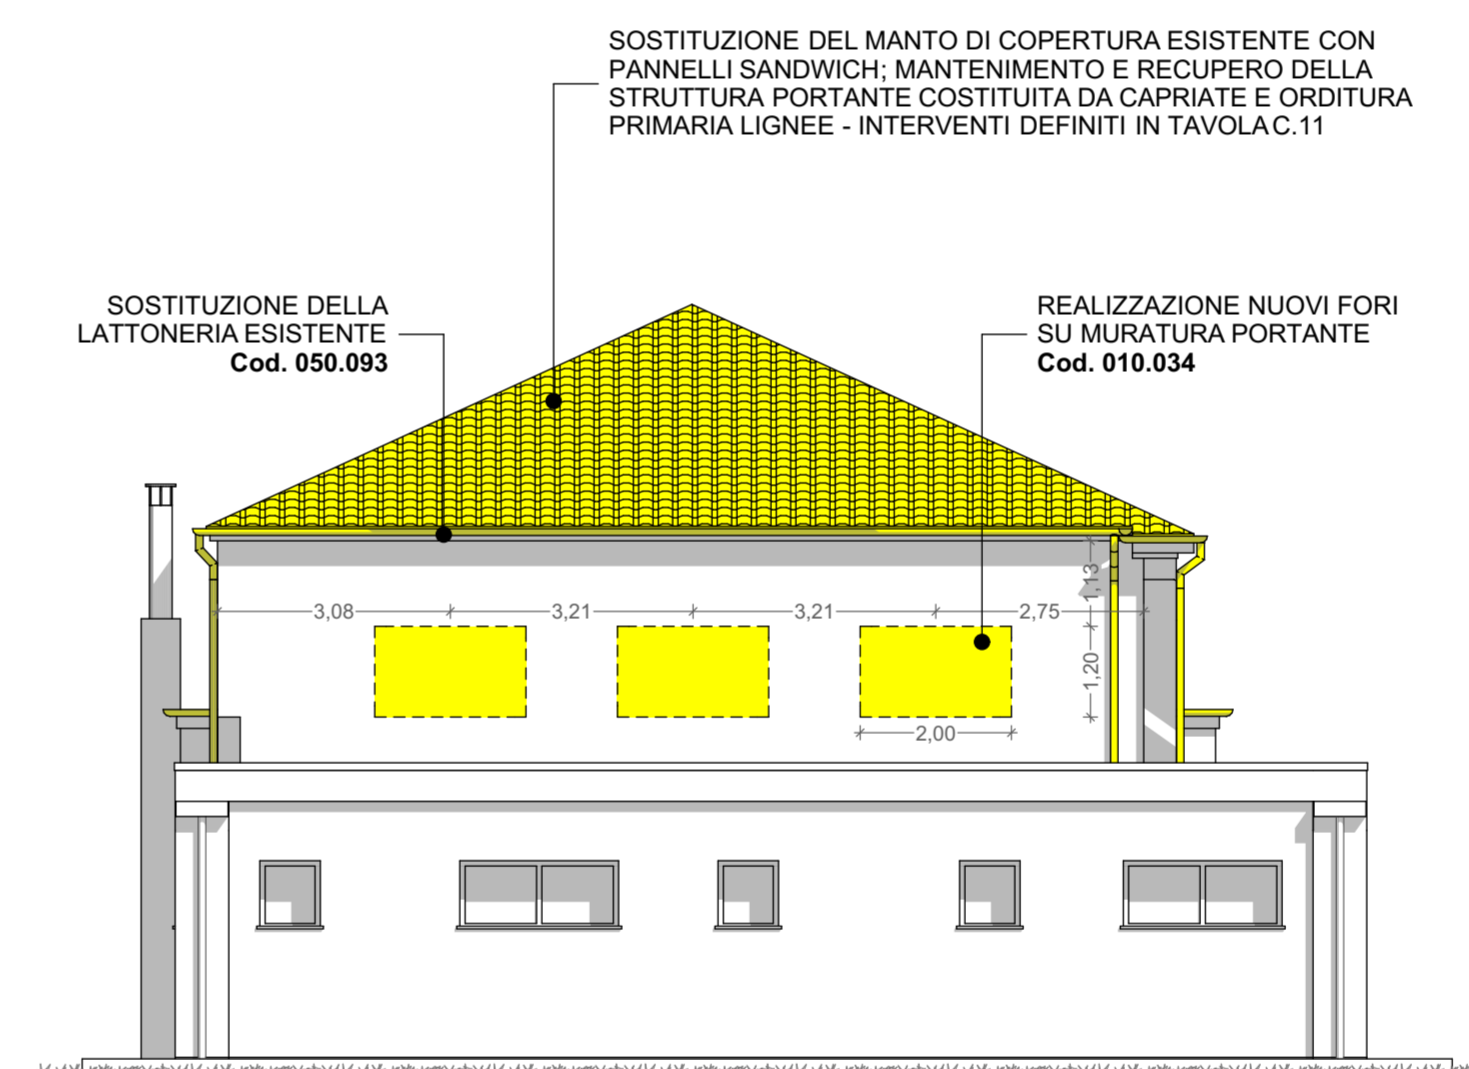 SOSTITUZIONE DEL MANTO DI COPERTURA ESISTENTE CON
PANNELLI SANDWICH; MANTENIMENTO E RECUPERO DELLA
STRUTTURA PORTANTE COSTITUITA DA CAPRIATE E ORDITURA
PRIMARIA LIGNEE - INTERVENTI DEFINITI IN TAVOLA C.11
SOSTITUZIONE DELLA
LATTONERIA ESISTENTE
Cod. 050.093
REALIZZAZIONE NUOVI FORI
SU MURATURA PORTANTE
Cod. 010.034
1,13
3,08
3,21
3,21
2,75
1,20
2,00